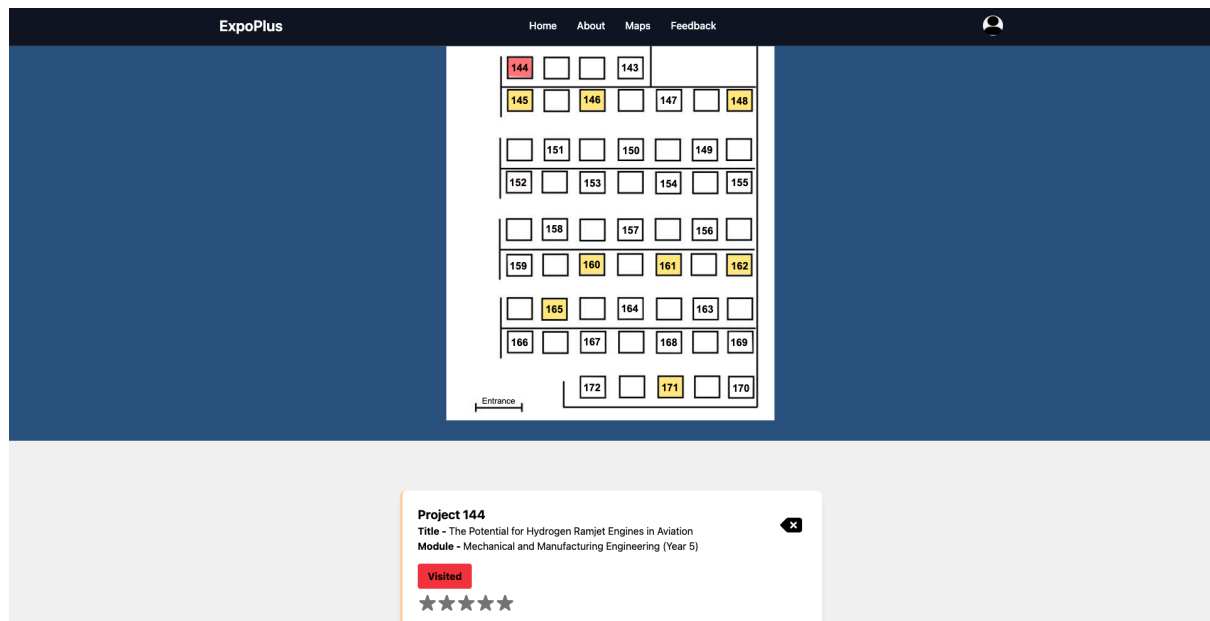 ExpoPlus Home About Maps Feedback
144 143
145 146 147 148
151 150 149
152 153 154 155
158 157 156
159 160 161 162
165 164 163
166 167 168 169
172 171 170
Entrance
Project 144
Title - The Potential for Hydrogen Ramjet Engines in Aviation
Module - Mechanical and Manufacturing Engineering (Year 5)
Visited